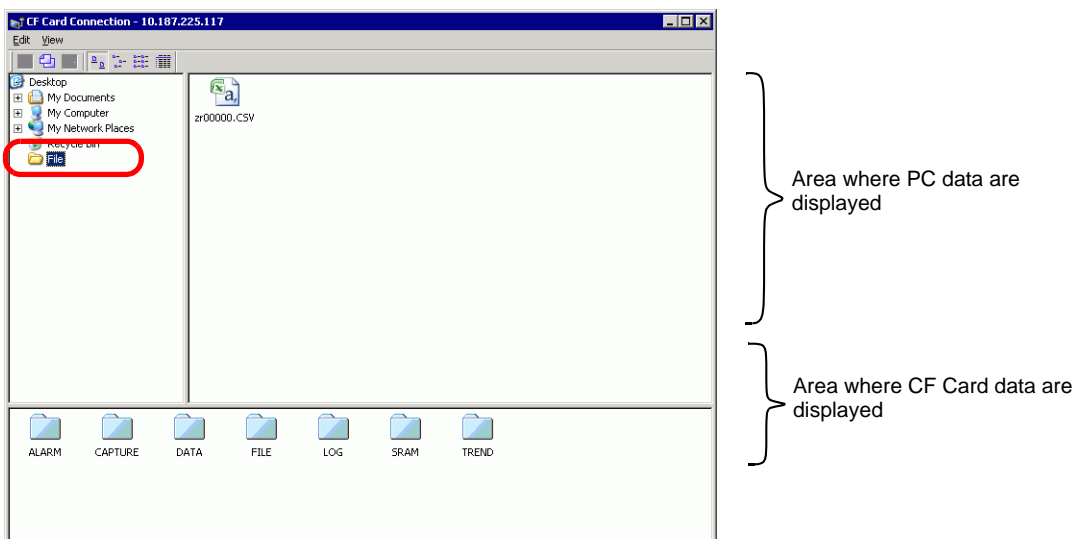 CF Card Connection - 10.187.225.117
Edit View
Desktop
My Documents
My Computer
My Network Places
Recycle Bin
File
zr00000.CSV
Area where PC data are
displayed
ALARM CAPTURE DATA FILE LOG SRAM TREND
Area where CF Card data are
displayed